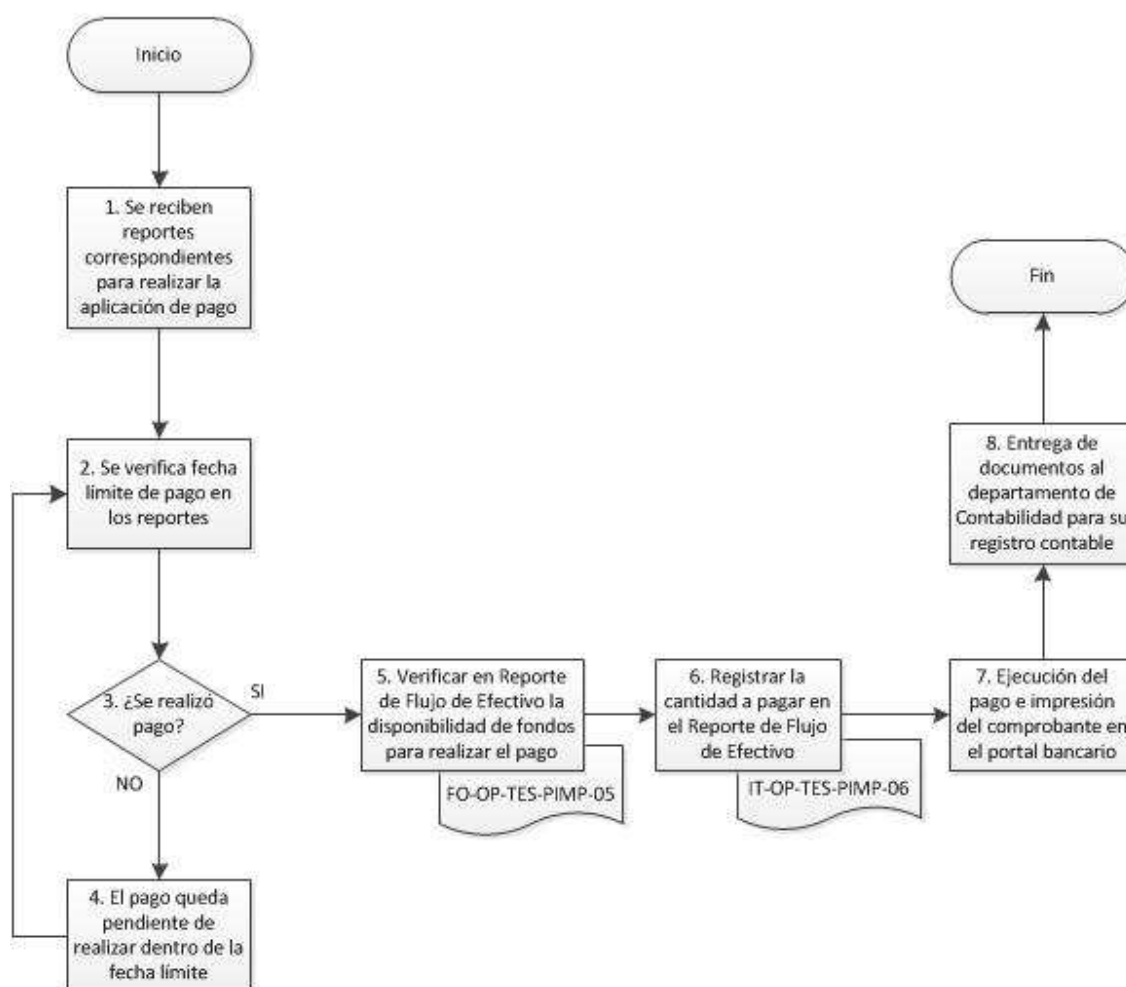 Inicio
1. Se reciben
reportes
correspondientes
para realizar la
aplicación de pago
2. Se verifica fecha
límite de pago en
los reportes
3. ¿Se realizó
pago?
SI
NO
4. El pago queda
pendiente de
realizar dentro de la
fecha límite
5. Verificar en Reporte
de Flujo de Efectivo la
disponibilidad de fondos
para realizar el pago
FO-OP-TES-PIMP-05
6. Registrar la
cantidad a pagar en
el Reporte de Flujo
de Efectivo
IT-OP-TES-PIMP-06
7. Ejecución del
pago e impresión
del comprobante en
el portal bancario
8. Entrega de
documentos al
departamento de
Contabilidad para su
registro contable
Fin